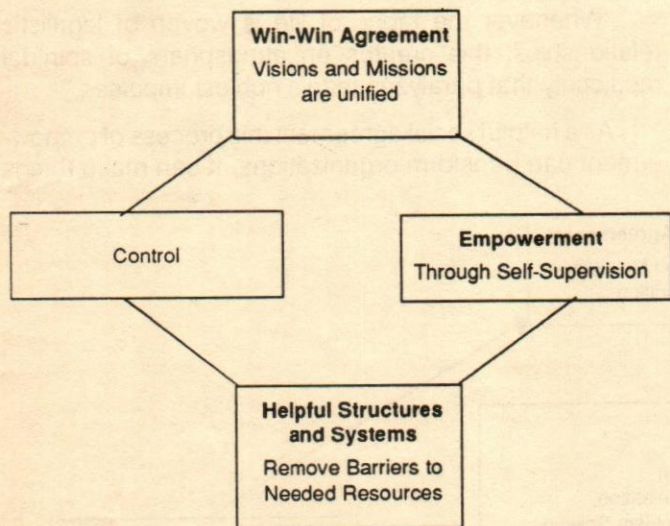 Win-Win Agreement
Visions and Missions
are unified
Control
Empowerment
Through Self-Supervision
Helpful Structures
and Systems
Remove Barriers to
Needed Resources